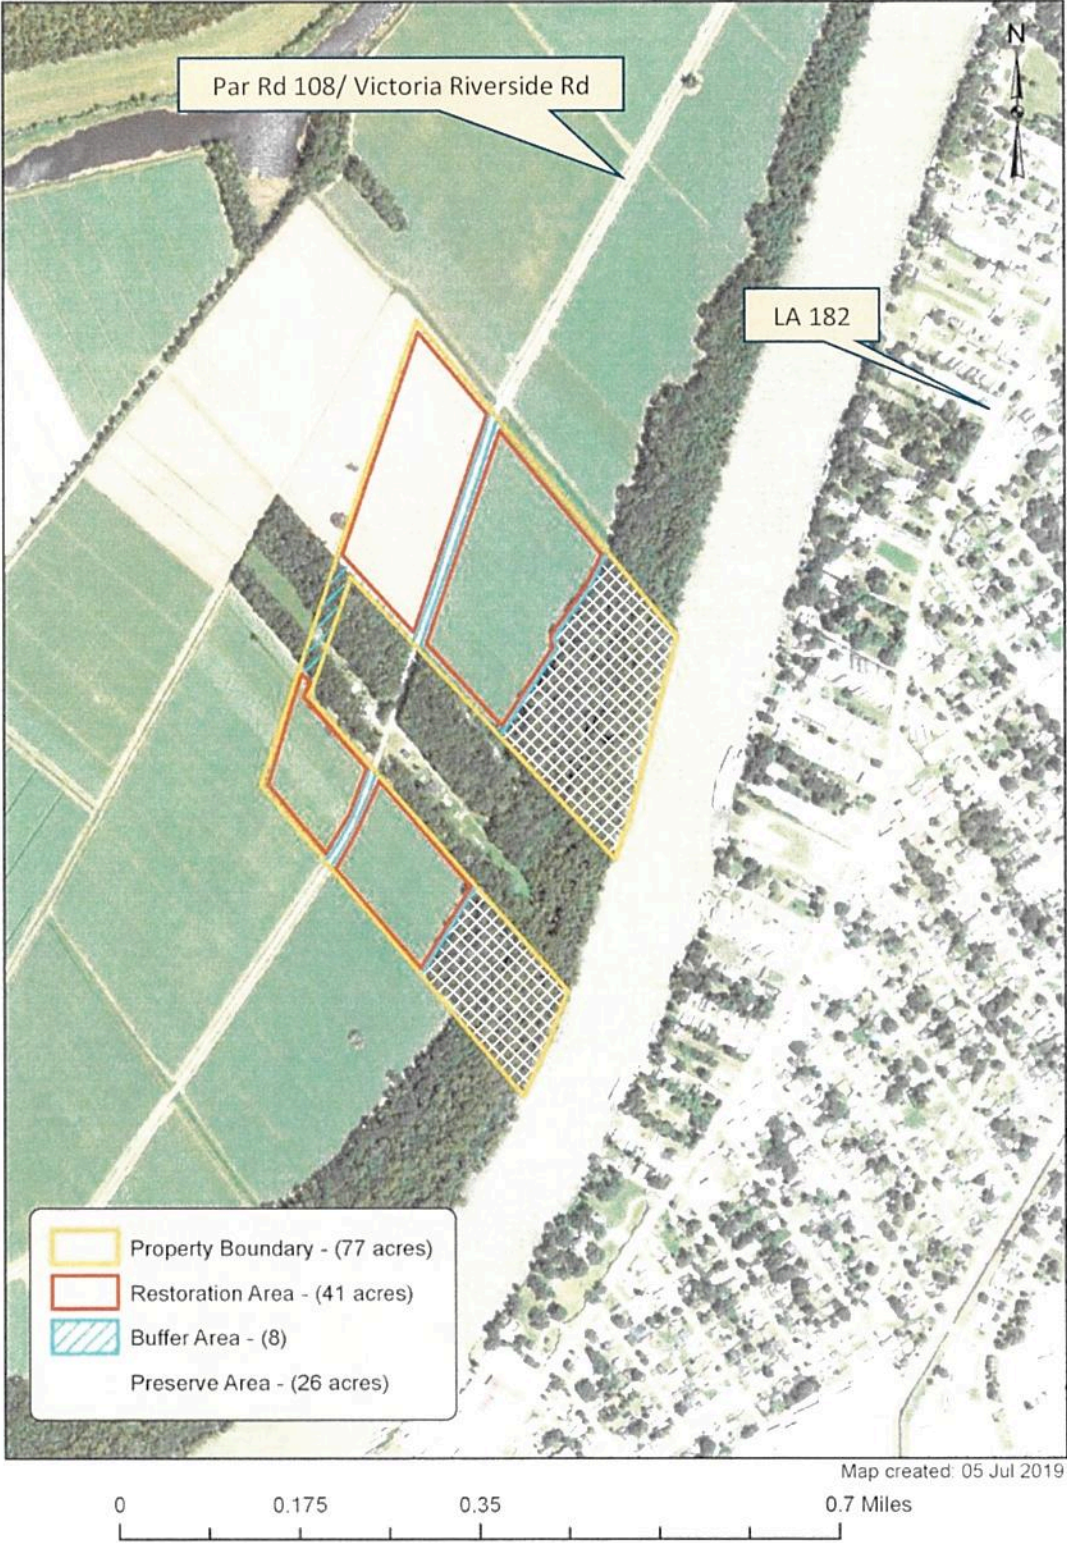 N
Par Rd 108/ Victoria Riverside Rd
LA 182
Property Boundary - (77 acres)
Restoration Area - (41 acres)
Buffer Area - (8)
Preserve Area - (26 acres)
Map created: 05 Jul 2019
0 0.175 0.35 0.7 Miles